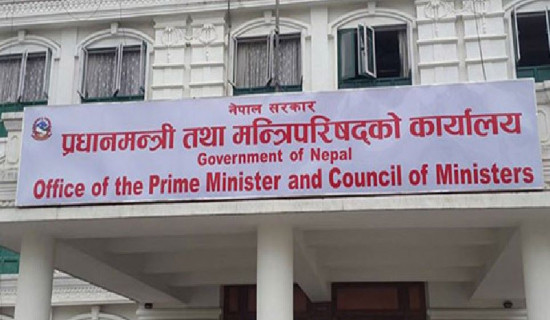 नेपाल सरकार
प्रधानमन्त्री तथा मन्त्रिपरिषद्को कार्यालय
Government of Nepal
Office of the Prime Minister and Council of Ministers